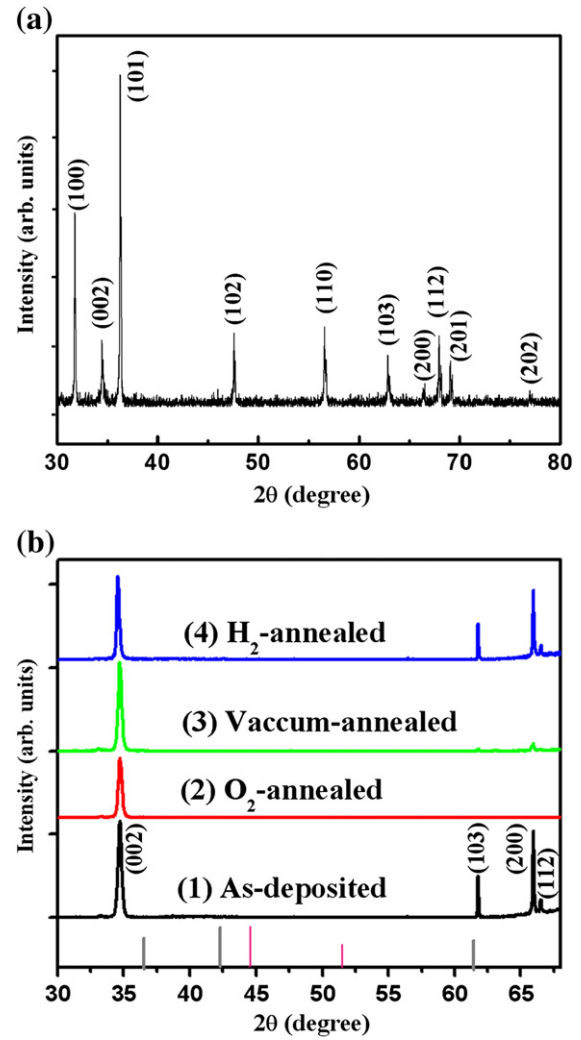 (a)
(100)
(002)
(101)
(102)
(110)
(103)
(200)
(112)
(201)
(202)
Intensity (arb. units)
30 40 50 60 70 80
2θ (degree)
(b)
(4) H₂-annealed
(3) Vaccum-annealed
(2) O₂-annealed
(002)
(1) As-deposited
(103)
(200)
(112)
Intensity (arb. units)
30 35 40 45 50 55 60 65
2θ (degree)